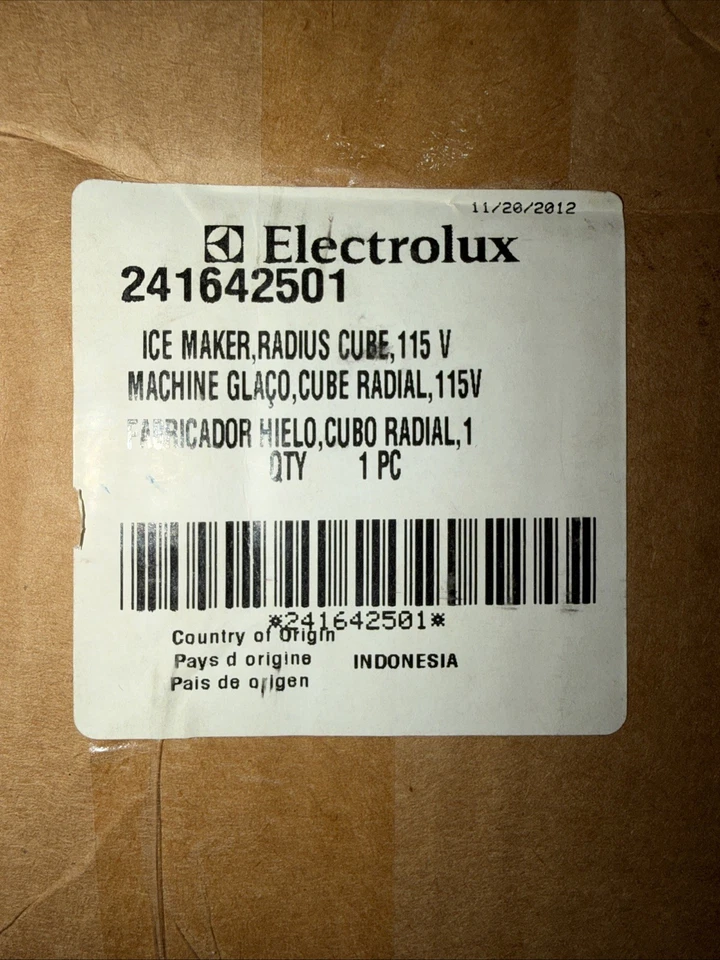 11/20/2012
Electrolux
241642501
ICE MAKER,RADIUS CUBE,115 V
MACHINE GLAÇO,CUBE RADIAL,115V
FABRICADOR HIELO,CUBO RADIAL,1
QTY 1 PC
*241642501*
Country of Origin
Pays d origine INDONESIA
Pais de origen